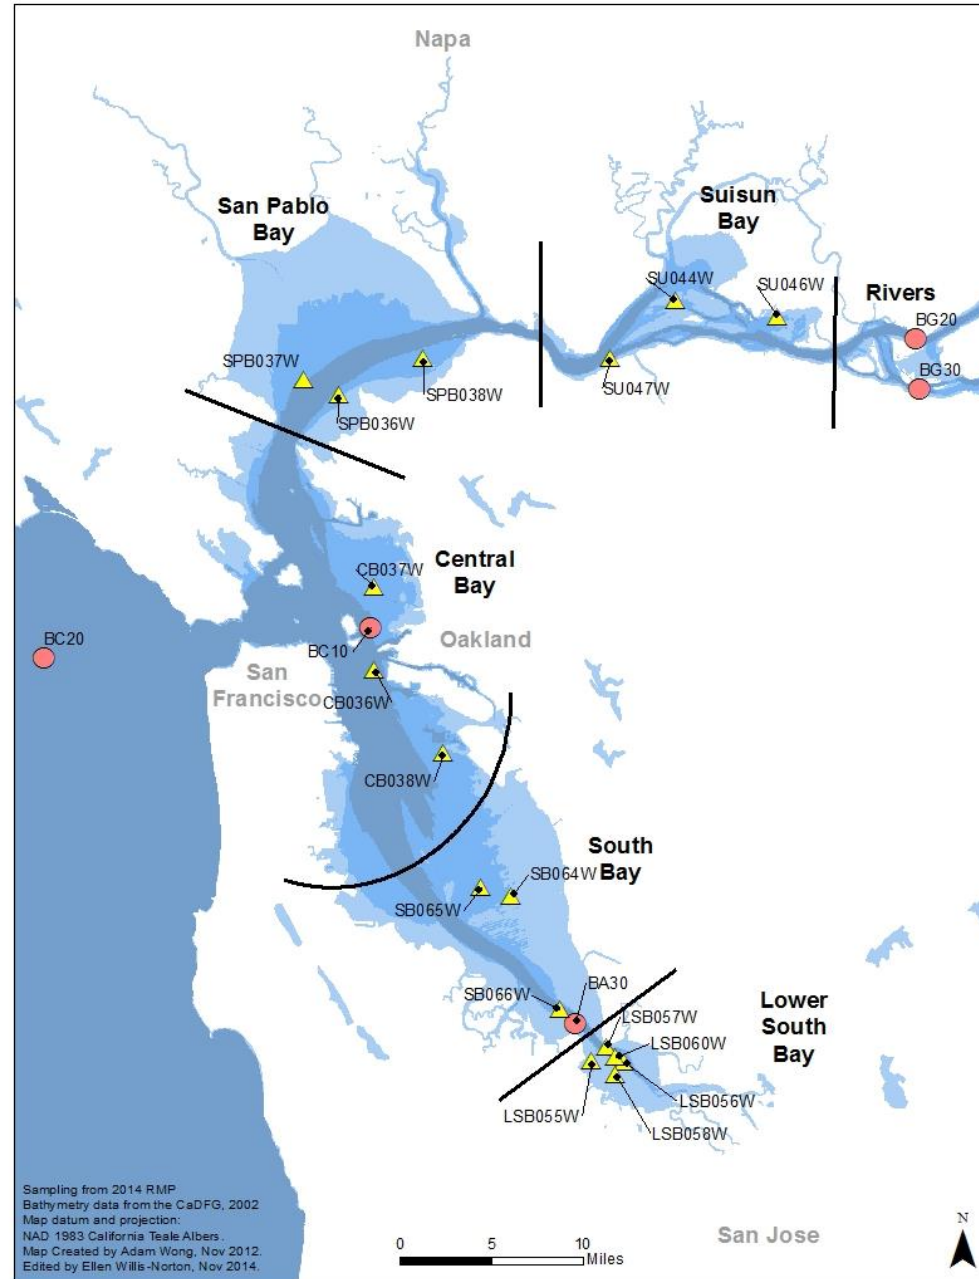 Napa
San Pablo
Bay
Suisun
Bay
SU044W
SU046W
Rivers
BG20
BG30
SPB037W
SPB038W
SU047W
SPB036W
CB037W
Central
Bay
BC20
BC10
Oakland
San
Francisco
CB036W
CB038W
South
Bay
SB064W
SB065W
BA30
SB066W
Lower
South
Bay
LSB057W
LSB060W
LSB056W
LSB055W
LSB058W
Sampling from 2014 RMP
Bathymetry data from the CaDFG, 2002
Map datum and projection:
NAD 1983 California Teale Albers.
Map Created by Adam Wong, Nov 2012.
Edited by Ellen Willis-Norton, Nov 2014.
San Jose
N
0 5 10
Miles